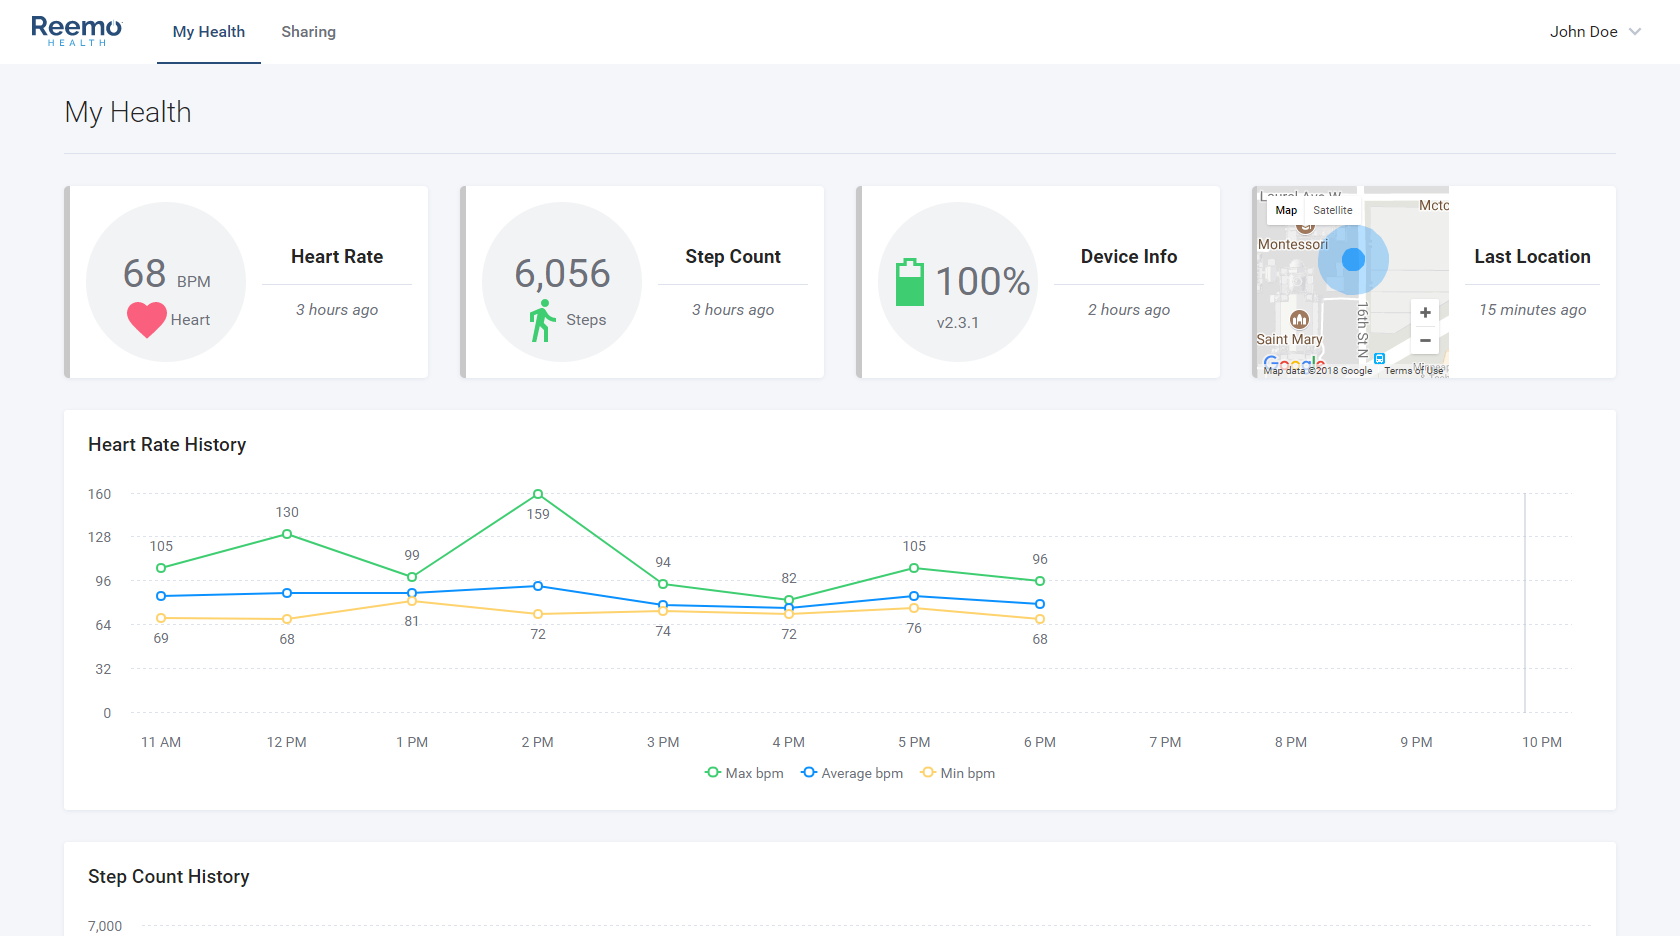 Reemo
HEALTH
My Health
Sharing
John Doe
My Health
68 BPM
Heart
Heart Rate
3 hours ago
6,056
Steps
Step Count
3 hours ago
100%
v2.3.1
Device Info
2 hours ago
Laurel Ave W
Map
Satellite
Mcto
Montessori
16th St N
Saint Mary
+
−
Google
Map data ©2018 Google
Terms of Use
Last Location
15 minutes ago
Heart Rate History
160
128
96
64
32
0
105
130
99
159
94
82
105
96
69
68
81
72
74
72
76
68
11 AM
12 PM
1 PM
2 PM
3 PM
4 PM
5 PM
6 PM
7 PM
8 PM
9 PM
10 PM
Max bpm
Average bpm
Min bpm
Step Count History
7,000